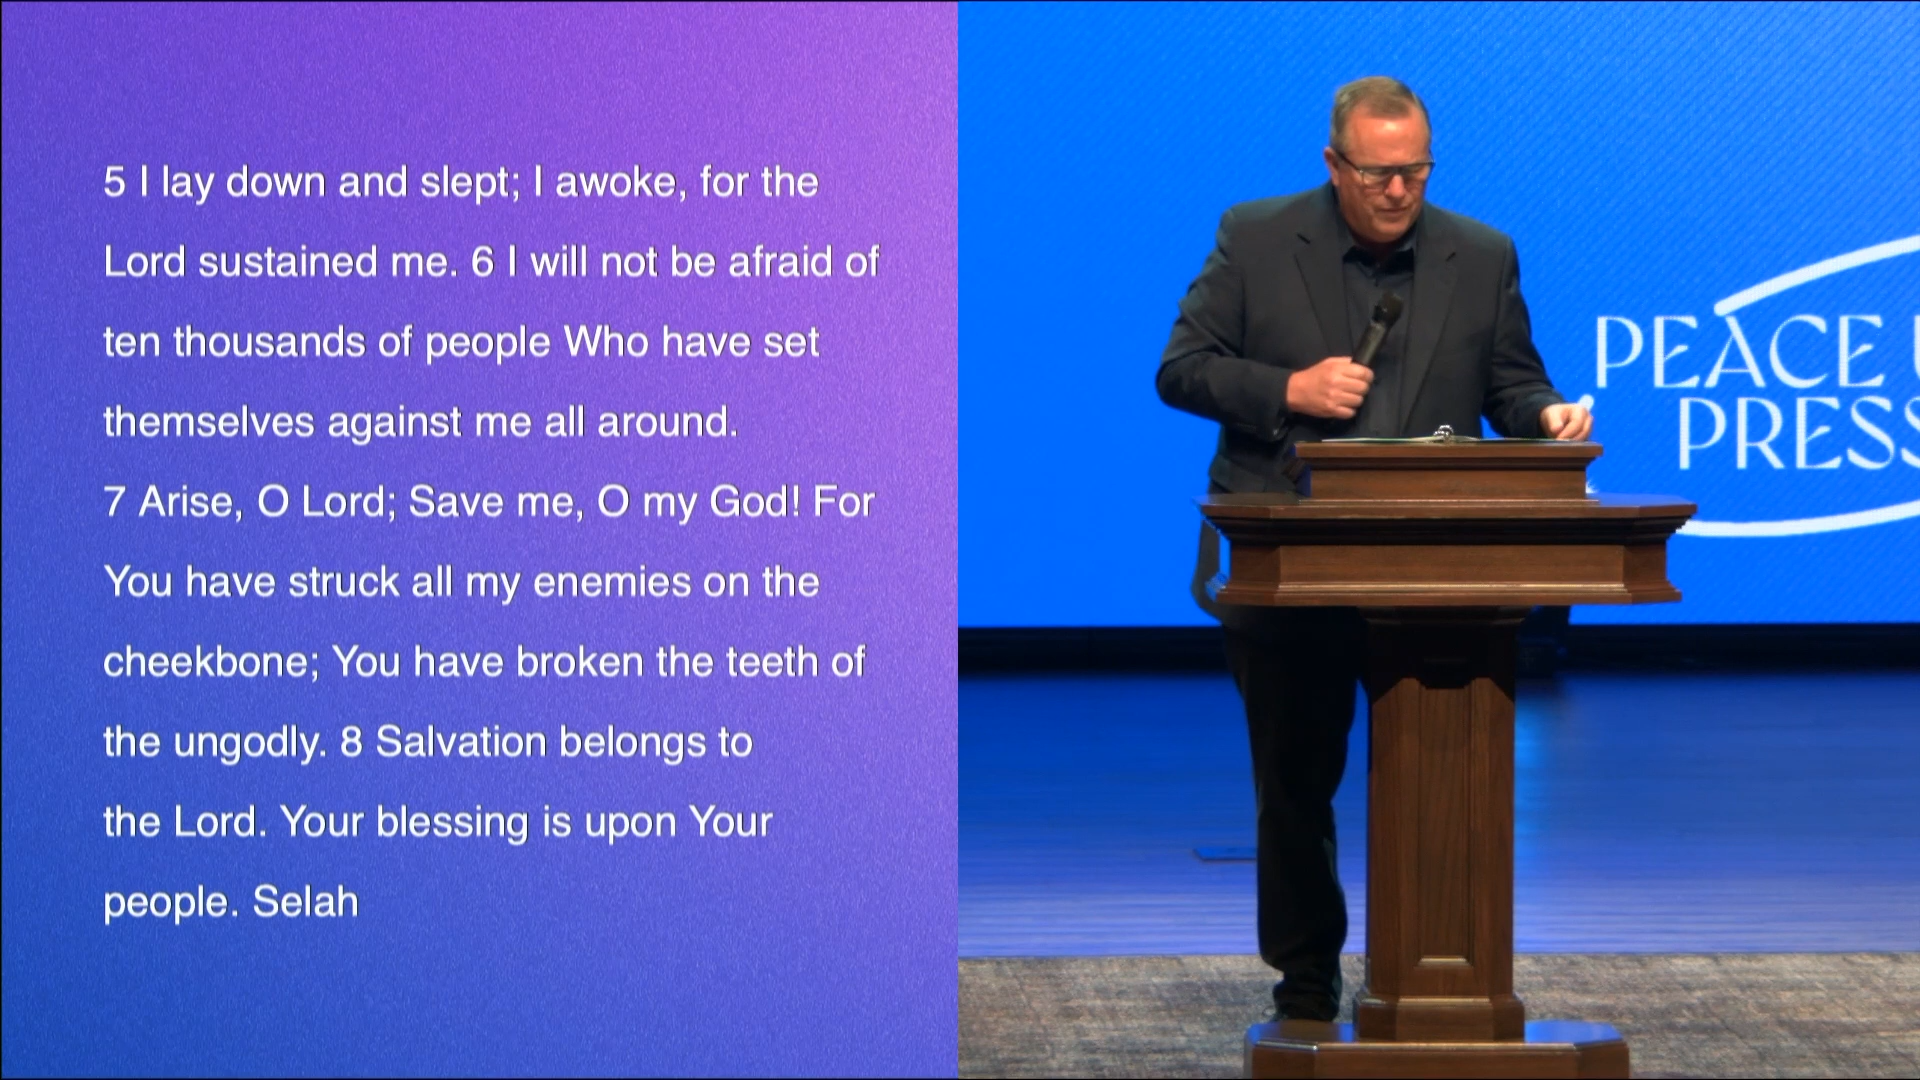 5 I lay down and slept; I awoke, for the
Lord sustained me. 6 I will not be afraid of
ten thousands of people Who have set
themselves against me all around.
7 Arise, O Lord; Save me, O my God! For
You have struck all my enemies on the
cheekbone; You have broken the teeth of
the ungodly. 8 Salvation belongs to
the Lord. Your blessing is upon Your
people. Selah
PEACE
PRESS